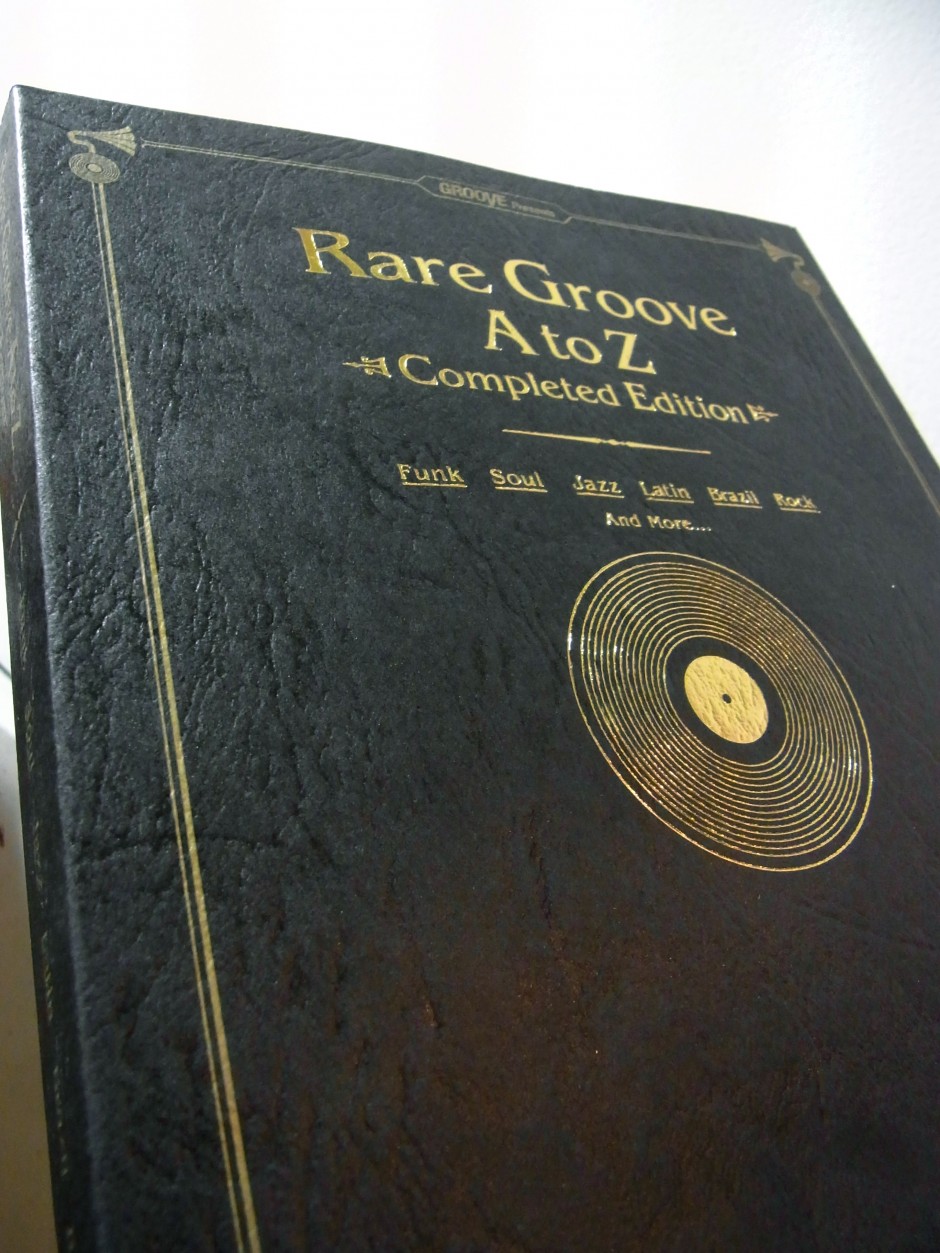 GROOVE Presents
Rare Groove
A to Z
Completed Edition
Funk Soul Jazz Latin Brazil Rock
And More...